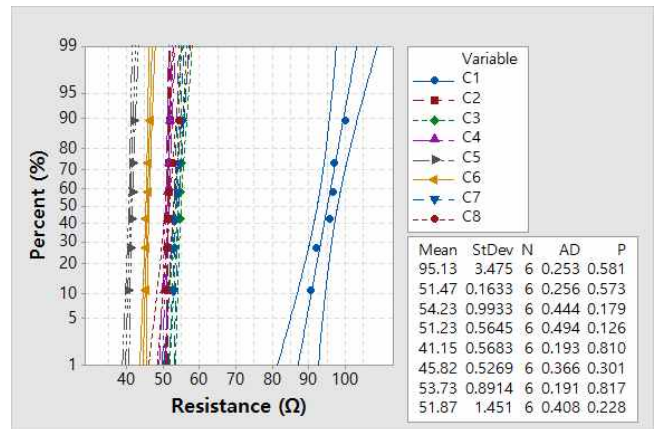 99
95
90
80
70
60
50
40
30
20
10
5
1
Percent (%)
40 50 60 70 80 90 100
Resistance (Ω)
Variable
C1
C2
C3
C4
C5
C6
C7
C8
Mean StDev N AD P
95.13 3.475 6 0.253 0.581
51.47 0.1633 6 0.256 0.573
54.23 0.9933 6 0.444 0.179
51.23 0.5645 6 0.494 0.126
41.15 0.5683 6 0.193 0.810
45.82 0.5269 6 0.366 0.301
53.73 0.8914 6 0.191 0.817
51.87 1.451 6 0.408 0.228